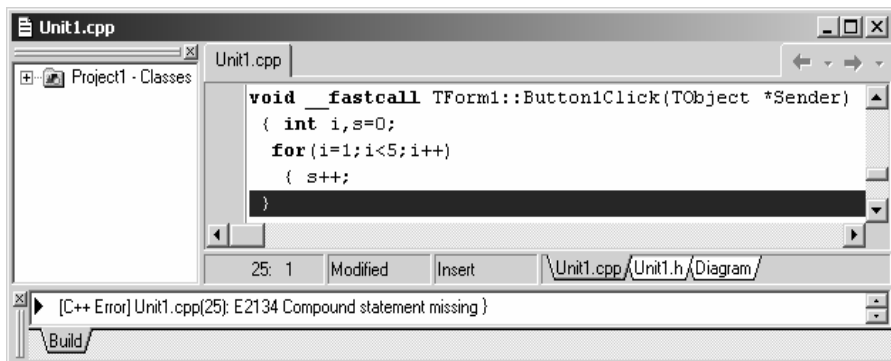 Unit1.cpp
Unit1.cpp
Project1 - Classes
void __fastcall TForm1::Button1Click(TObject *Sender)
{ int i,s=0;
for(i=1;i<5;i++)
{ s++;
}
25: 1 Modified Insert Unit1.cpp Unit1.h Diagram
[C++ Error] Unit1.cpp(25): E2134 Compound statement missing }
Build